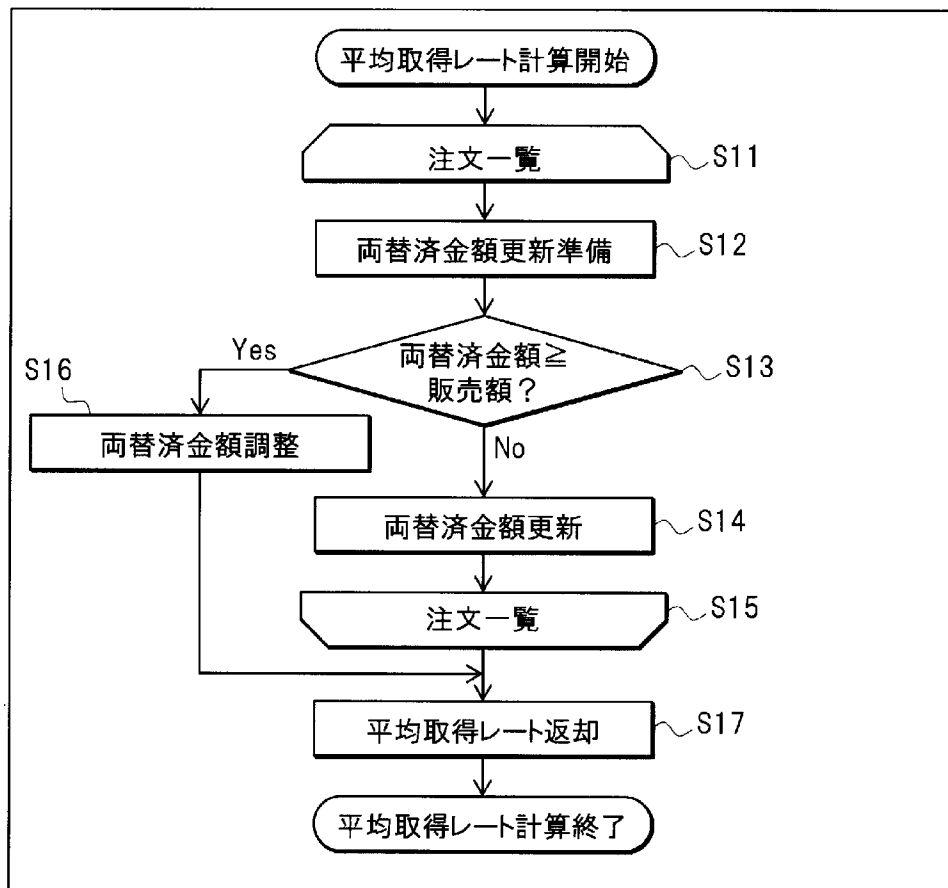 平均取得レート計算開始
注文一覧
S11
両替済金額更新準備
S12
両替済金額≧
販売額?
S13
Yes
S16
両替済金額調整
No
両替済金額更新
S14
注文一覧
S15
平均取得レート返却
S17
平均取得レート計算終了